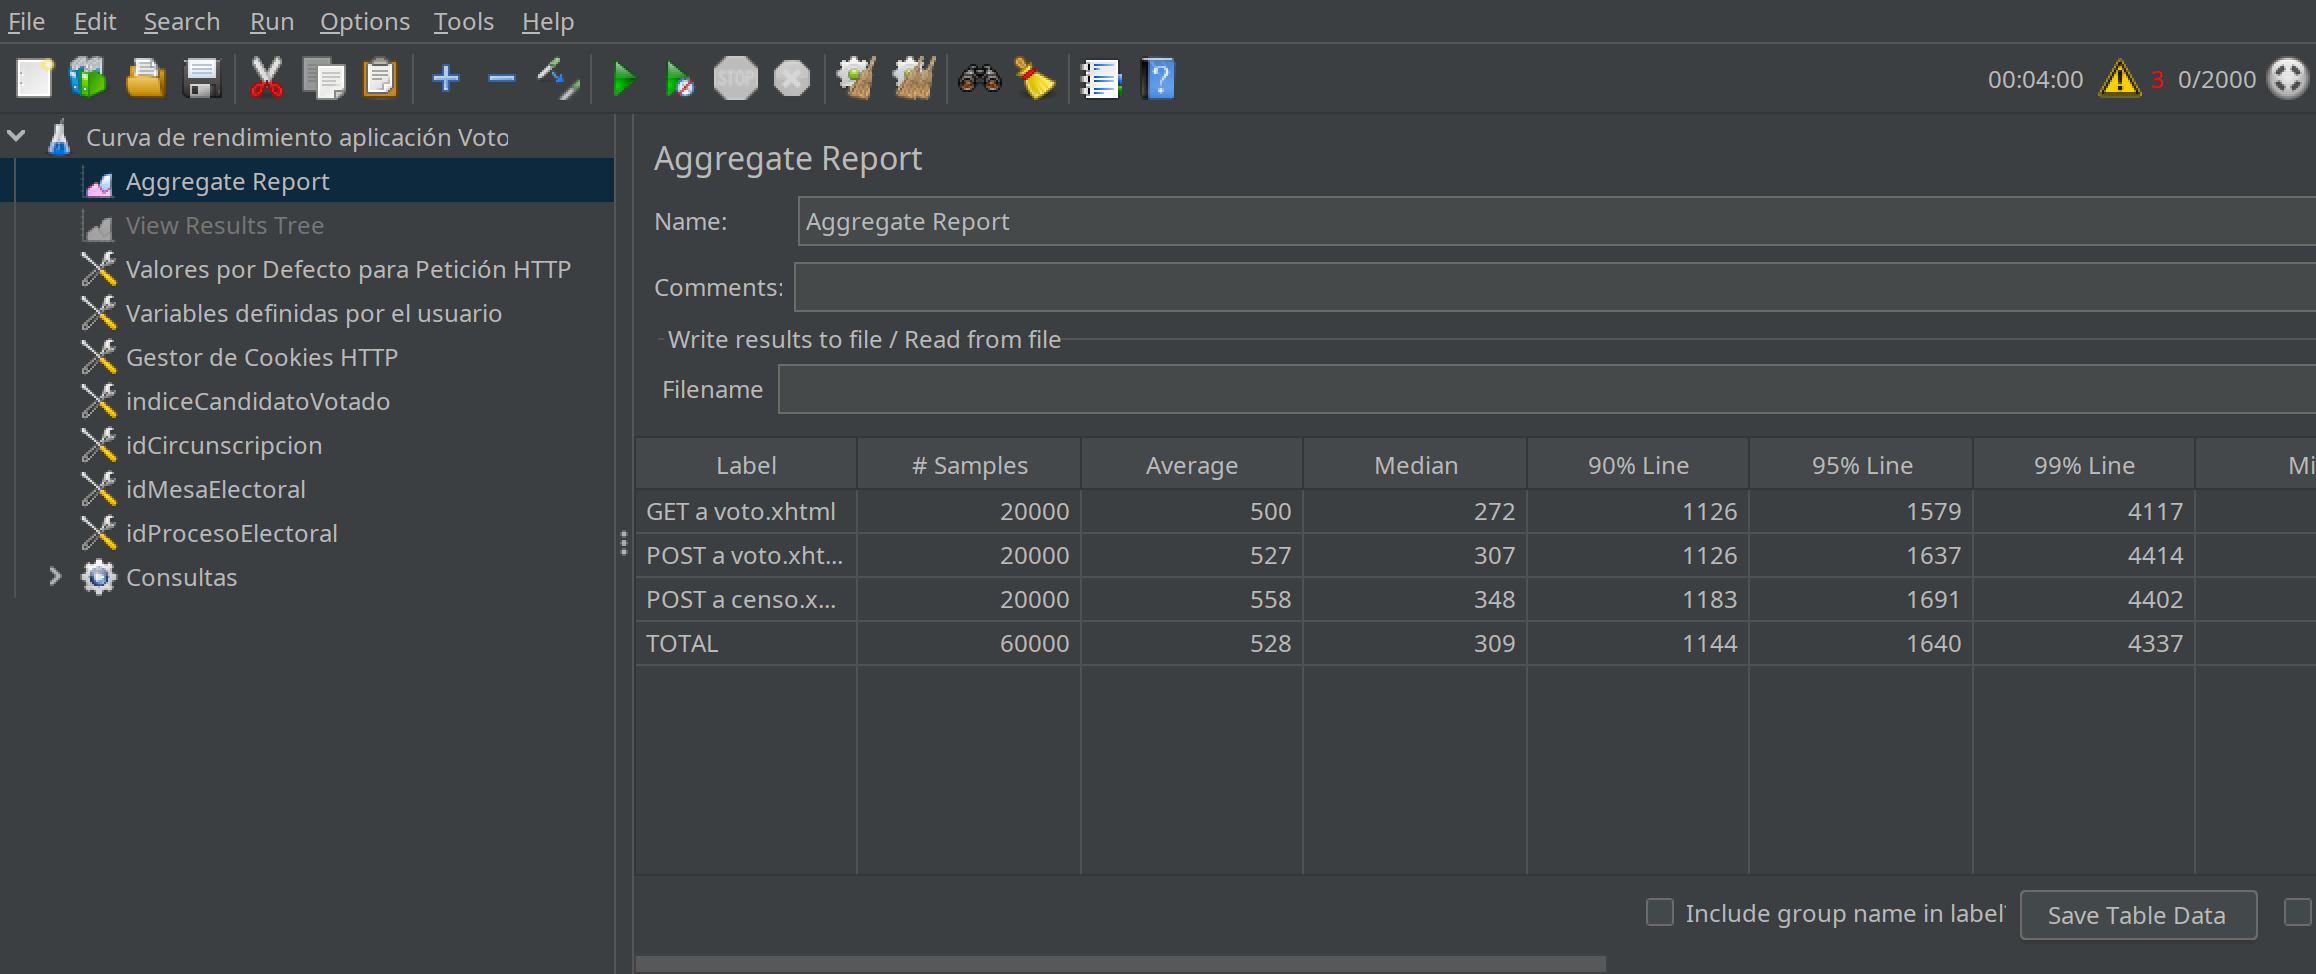 File Edit Search Run Options Tools Help
STOP 00:04:00 3 0/2000
Curva de rendimiento aplicación Voto
Aggregate Report
View Results Tree
Valores por Defecto para Petición HTTP
Variables definidas por el usuario
Gestor de Cookies HTTP
indiceCandidatoVotado
idCircunscripcion
idMesaElectoral
idProcesoElectoral
Consultas
Aggregate Report
Name: Aggregate Report
Comments:
Write results to file / Read from file
Filename
Label # Samples Average Median 90% Line 95% Line 99% Line Mi
GET a voto.xhtml 20000 500 272 1126 1579 4117
POST a voto.xht... 20000 527 307 1126 1637 4414
POST a censo.x... 20000 558 348 1183 1691 4402
TOTAL 60000 528 309 1144 1640 4337
Include group name in label Save Table Data